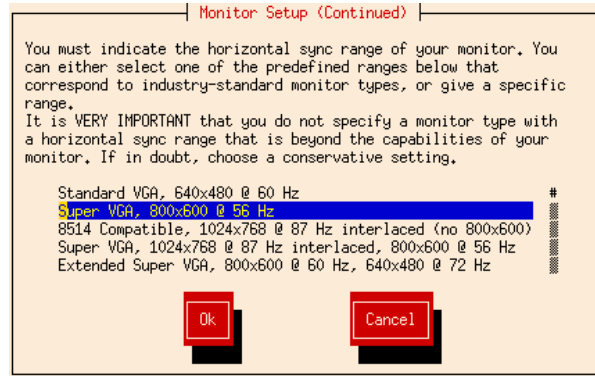 Monitor Setup (Continued)
You must indicate the horizontal sync range of your monitor. You
can either select one of the predefined ranges below that
correspond to industry-standard monitor types, or give a specific
range.
It is VERY IMPORTANT that you do not specify a monitor type with
a horizontal sync range that is beyond the capabilities of your
monitor. If in doubt, choose a conservative setting.
Standard VGA, 640x480 @ 60 Hz #
Super VGA, 800x600 @ 56 Hz
8514 Compatible, 1024x768 @ 87 Hz interlaced (no 800x600)
Super VGA, 1024x768 @ 87 Hz interlaced, 800x600 @ 56 Hz
Extended Super VGA, 800x600 @ 60 Hz, 640x480 @ 72 Hz
Ok Cancel